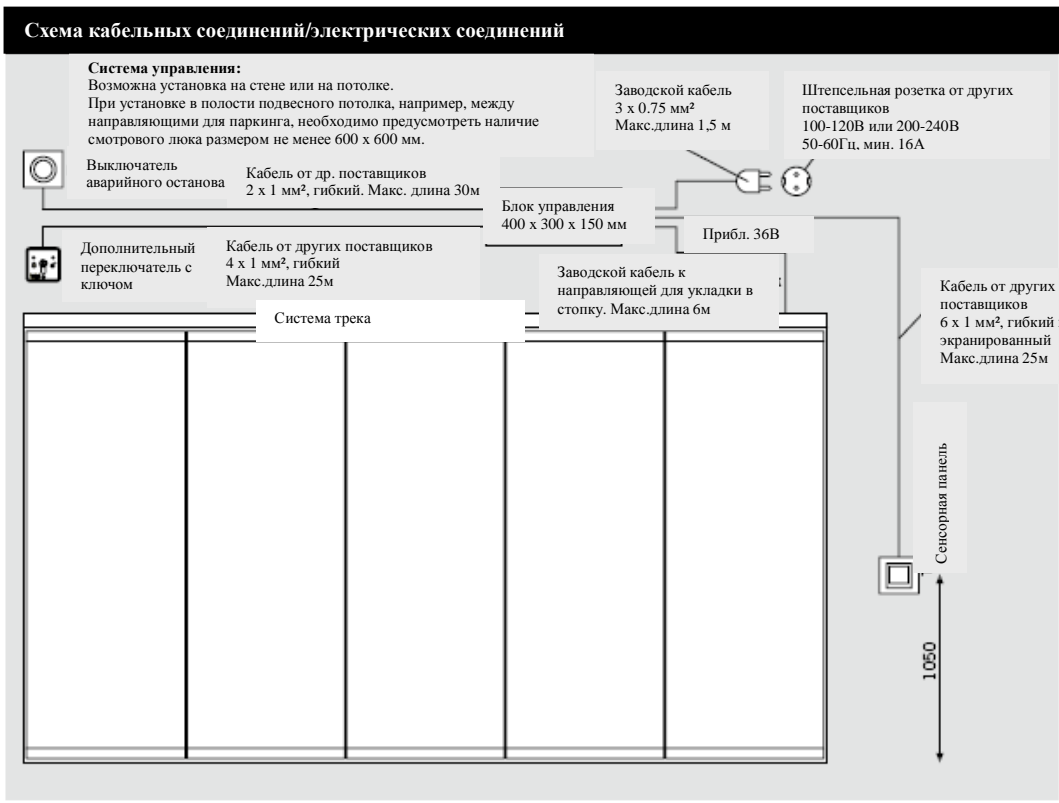 Схема кабельных соединений/электрических соединений
Система управления:
Возможна установка на стене или на потолке.
При установке в полости подвесного потолка, например, между
направляющими для паркинга, необходимо предусмотреть наличие
смотрового люка размером не менее 600 x 600 мм.
Заводской кабель
3 x 0.75 мм²
Макс.длина 1,5 м
Штепсельная розетка от других
поставщиков
100-120В или 200-240В
50-60Гц, мин. 16А
Выключатель
аварийного останова
Кабель от др. поставщиков
2 x 1 мм², гибкий. Макс. длина 30м
Блок управления
400 x 300 x 150 мм
Прибл. 36В
Дополнительный
переключатель с
ключом
Кабель от других поставщиков
4 x 1 мм², гибкий
Макс.длина 25м
Заводской кабель к
направляющей для укладки в
стопку. Макс.длина 6м
Кабель от других
поставщиков
6 x 1 мм², гибкий
экранированный
Макс.длина 25м
Система трека
Сенсорная панель
1050